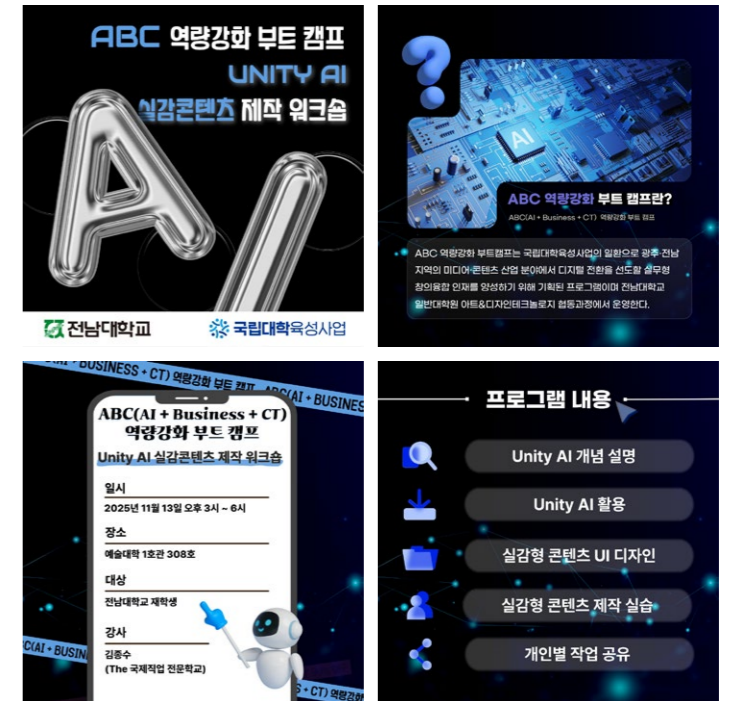 ABC 역량강화 부트 캠프
UNITY AI
실감콘텐츠 제작 워크숍
전남대학교
국립대학육성사업
AI
ABC 역량강화 부트 캠프란?
ABC(AI + Business + CT) 역량강화 부트 캠프
ABC 역량강화 부트캠프는 국립대학육성사업의 일환으로 광주·전남
지역의 미디어·콘텐츠 산업 분야에서 디지털 전환을 선도할 실무형
창의융합 인재를 양성하기 위해 기획된 프로그램이며 전남대학교
일반대학원 아트&디자인테크놀로지 협동과정에서 운영한다.
BUSINESS + CT) 역량강화 부트 캠프 ABC(AI + BUSINES
ABC(AI + Business + CT)
역량강화 부트 캠프
Unity AI 실감콘텐츠 제작 워크숍
일시
2025년 11월 13일 오후 3시 ~ 6시
장소
예술대학 1호관 308호
대상
전남대학교 재학생
강사
김종수
(The 국제직업 전문학교)
C(AI + BUSIN
S + CT) 역량강화
프로그램 내용
Unity AI 개념 설명
Unity AI 활용
실감형 콘텐츠 UI 디자인
실감형 콘텐츠 제작 실습
개인별 작업 공유